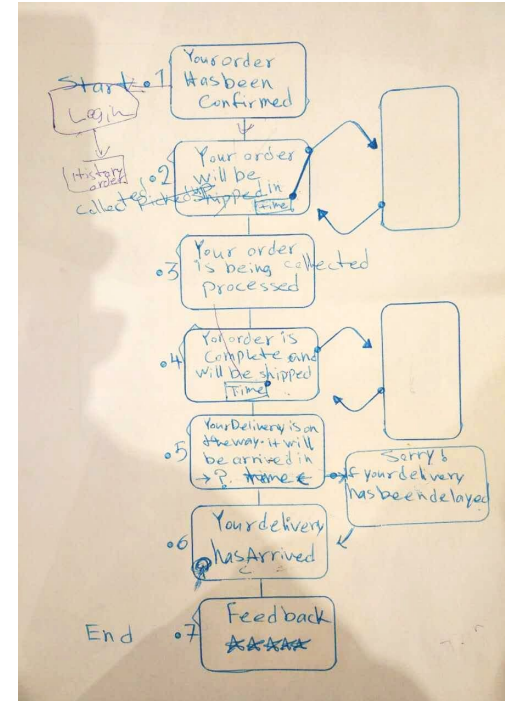 Your order
Has been
Confirmed
Start .1
Login
History
order
.2
Your order
will be
shipped in
Time
collected
.3
Your order
is being collected
processed
.4
Your order is
Complete and
will be shipped
Time
.5
Your Delivery is on
the way. it will
be arrived in
→ ?. time
Sorry!
if your delivery
has been delayed
.6
Your delivery
has Arrived
End .7
Feedback